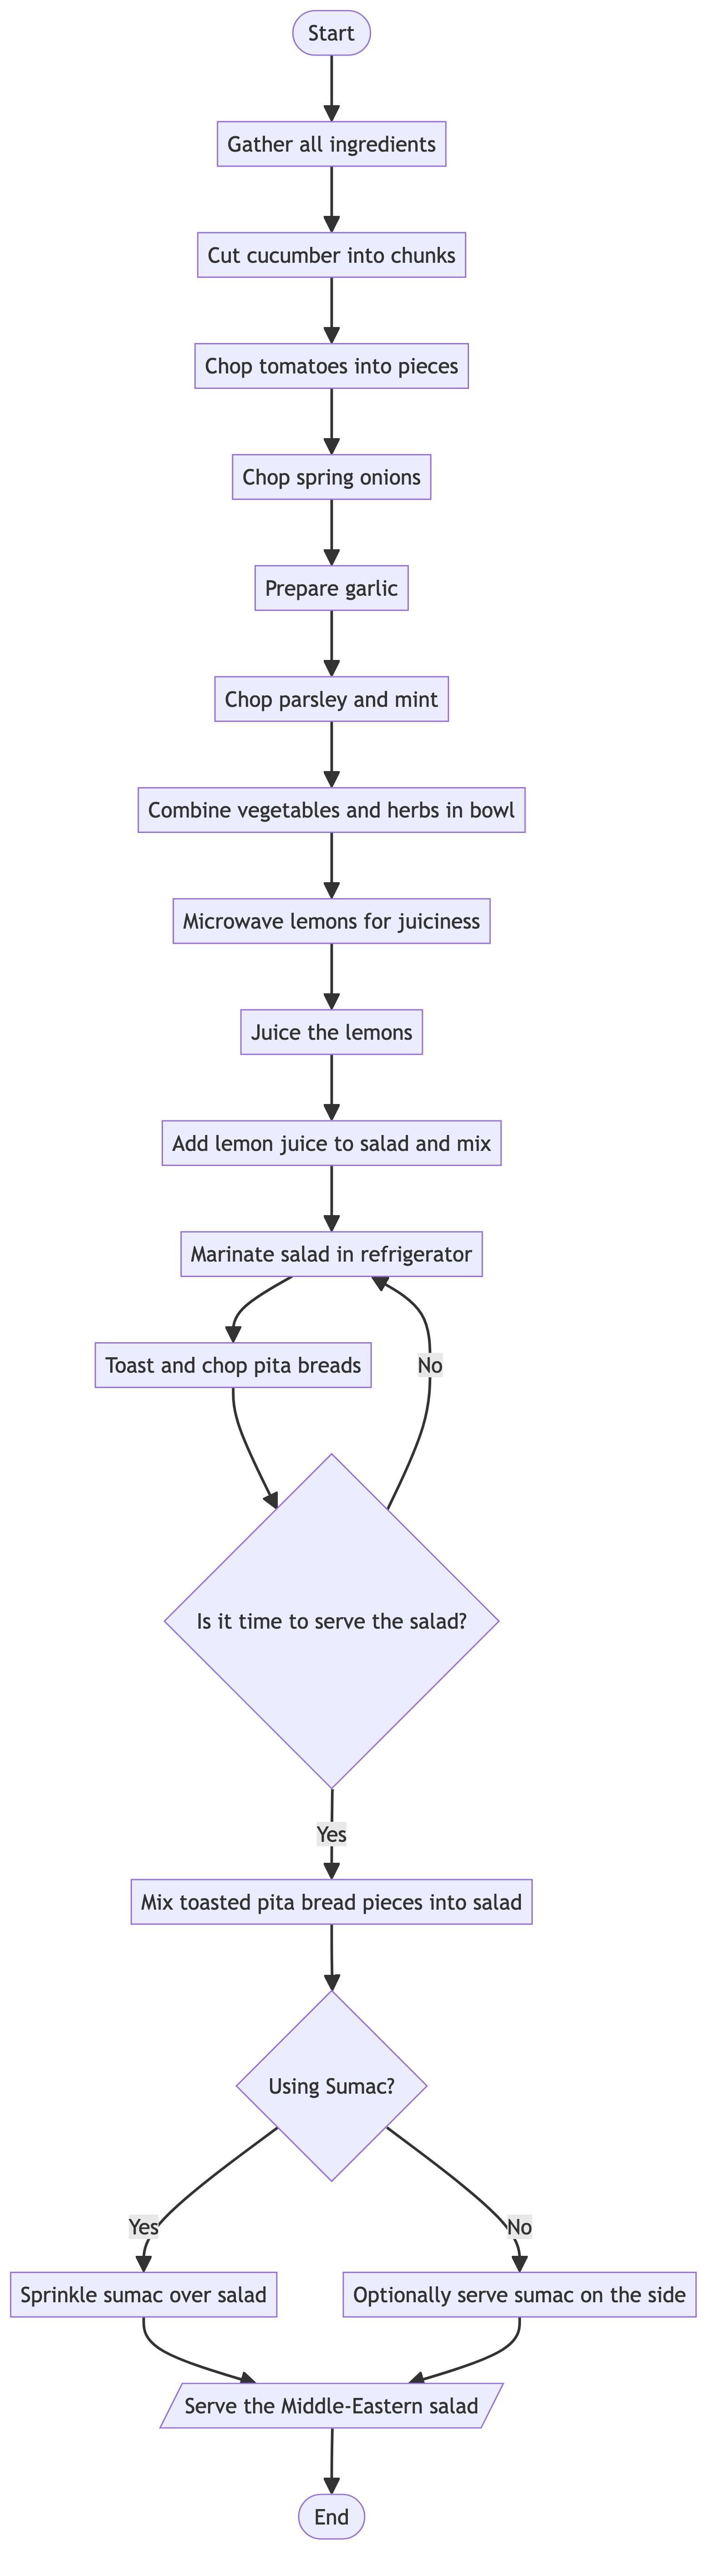 Start
Gather all ingredients
Cut cucumber into chunks
Chop tomatoes into pieces
Chop spring onions
Prepare garlic
Chop parsley and mint
Combine vegetables and herbs in bowl
Microwave lemons for juiciness
Juice the lemons
Add lemon juice to salad and mix
Marinate salad in refrigerator
Toast and chop pita breads
No
Is it time to serve the salad?
Yes
Mix toasted pita bread pieces into salad
Using Sumac?
Yes
No
Sprinkle sumac over salad
Optionally serve sumac on the side
Serve the Middle-Eastern salad
End